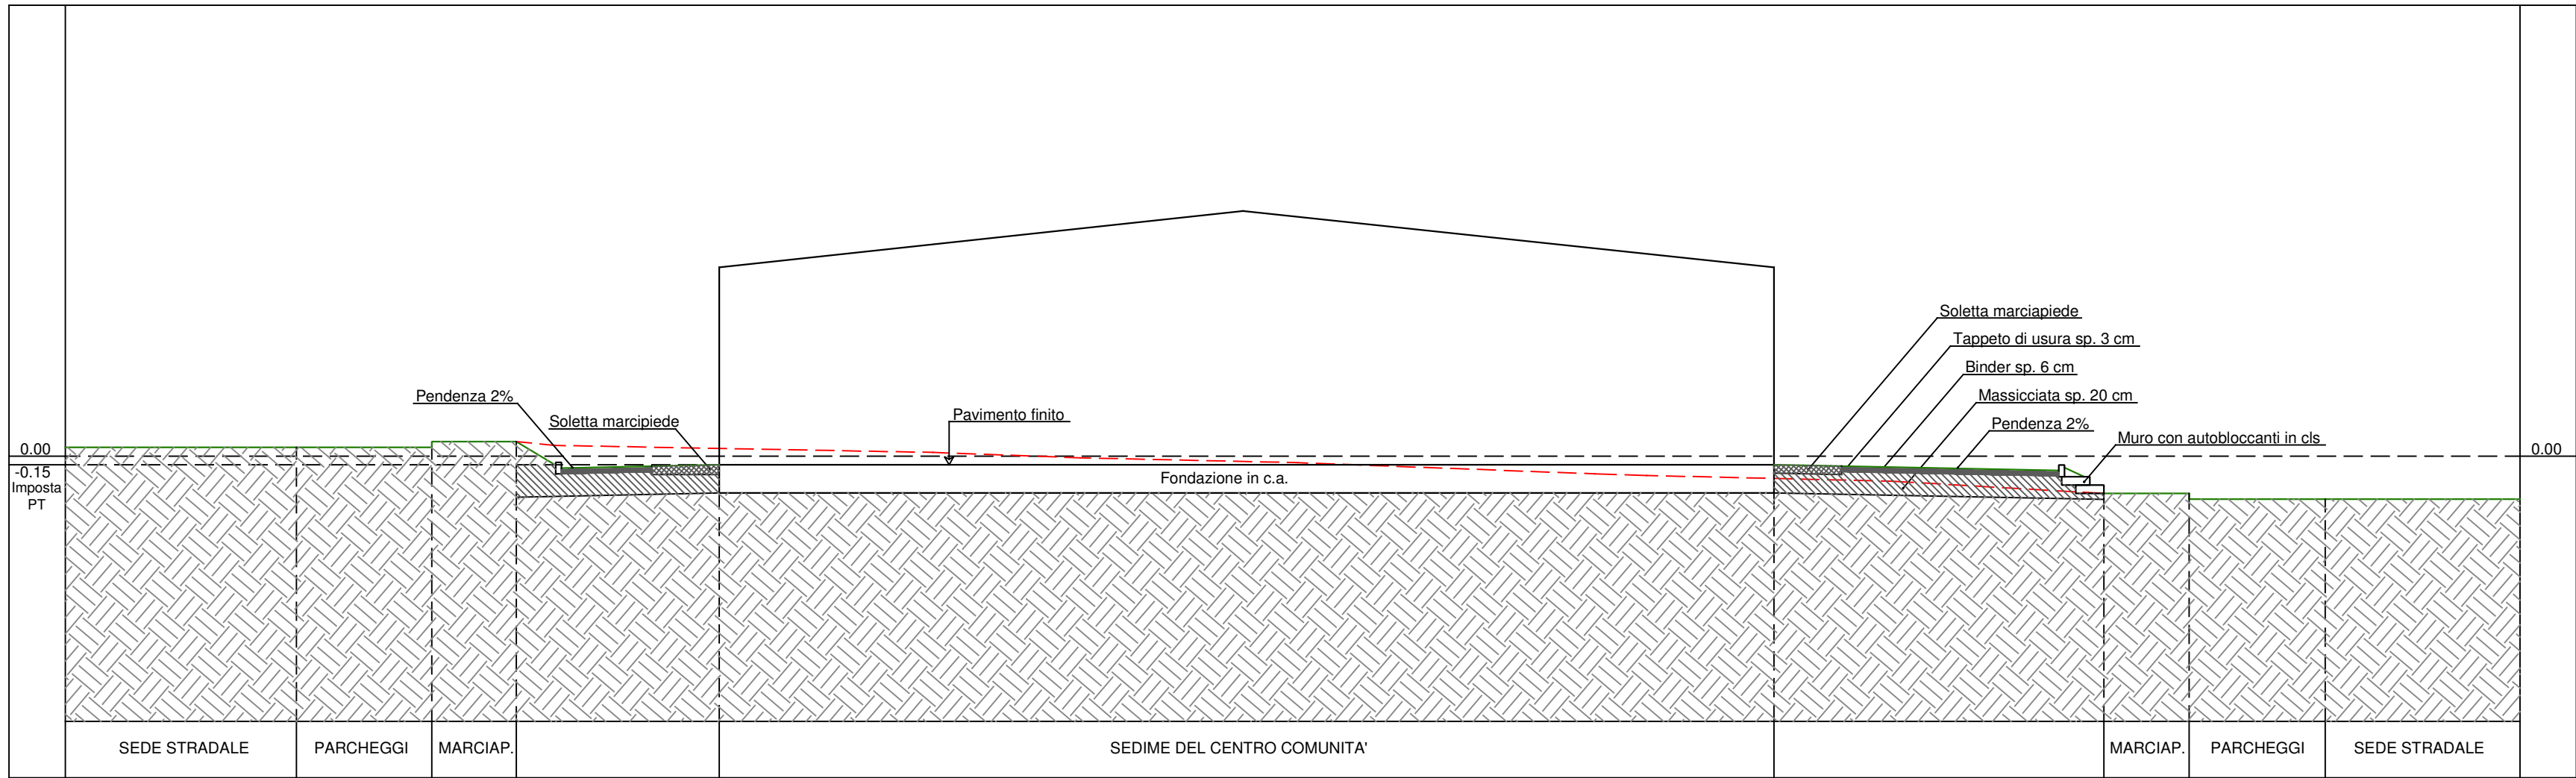 Soletta marciapiede
Tappeto di usura sp. 3 cm
Binder sp. 6 cm
Massicciata sp. 20 cm
Pendenza 2%
Muro con autobloccanti in cls
Pendenza 2%
Soletta marcipiede
Pavimento finito
0.00
0.00
-0.15
Imposta
PT
Fondazione in c.a.
SEDE STRADALE
PARCHEGGI
MARCIAP.
SEDIME DEL CENTRO COMUNITA'
MARCIAP.
PARCHEGGI
SEDE STRADALE